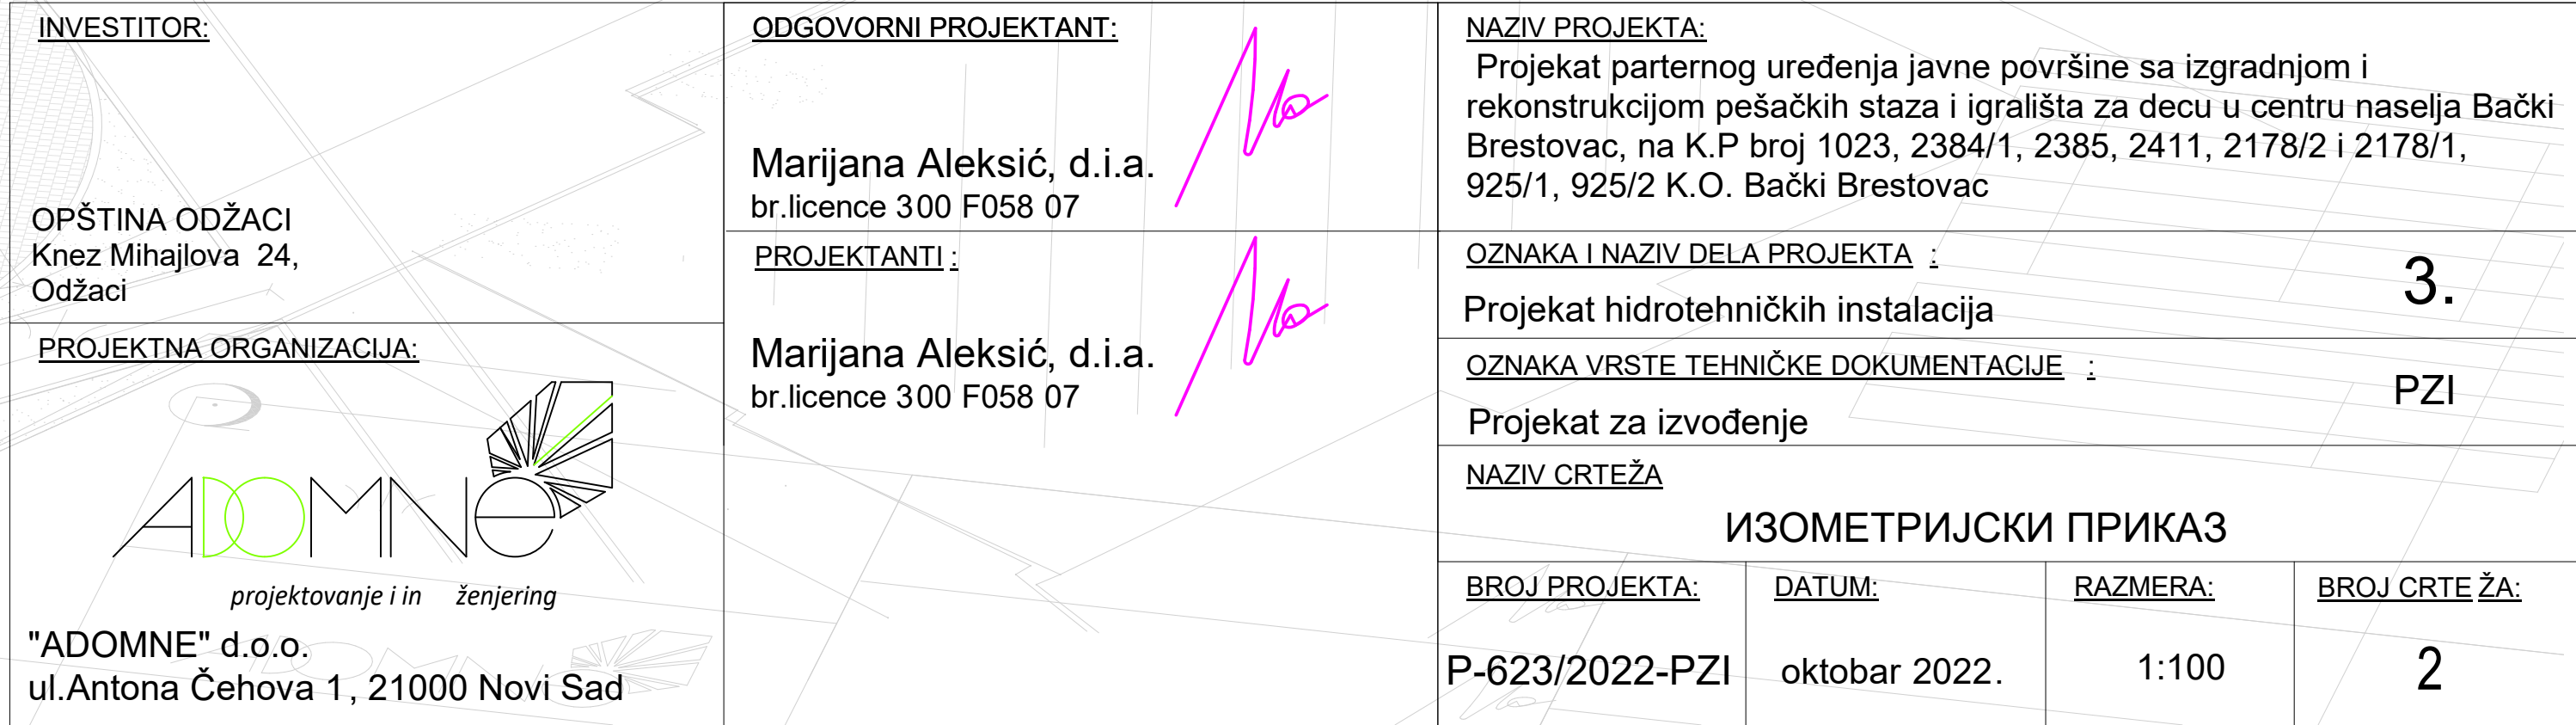 INVESTITOR:
OPŠTINA ODŽACI
Knez Mihajlova 24,
Odžaci
PROJEKTNA ORGANIZACIJA:
ADOMNE
projektovanje i in ženjering
"ADOMNE" d.o.o.
ul.Antona Čehova 1, 21000 Novi Sad
ODGOVORNI PROJEKTANT:
Marijana Aleksić, d.i.a.
br.licence 300 F058 07
PROJEKTANTI :
Marijana Aleksić, d.i.a.
br.licence 300 F058 07
NAZIV PROJEKTA:
Projekat parternog uređenja javne površine sa izgradnjom i
rekonstrukcijom pešačkih staza i igrališta za decu u centru naselja Bački
Brestovac, na K.P broj 1023, 2384/1, 2385, 2411, 2178/2 i 2178/1,
925/1, 925/2 K.O. Bački Brestovac
OZNAKA I NAZIV DELA PROJEKTA :
Projekat hidrotehničkih instalacija
3.
OZNAKA VRSTE TEHNIČKE DOKUMENTACIJE :
Projekat za izvođenje
PZI
NAZIV CRTEŽA
ИЗОМЕТРИЈСКИ ПРИКАЗ
BROJ PROJEKTA:
P-623/2022-PZI
DATUM:
oktobar 2022.
RAZMERA:
1:100
BROJ CRTE ŽA:
2